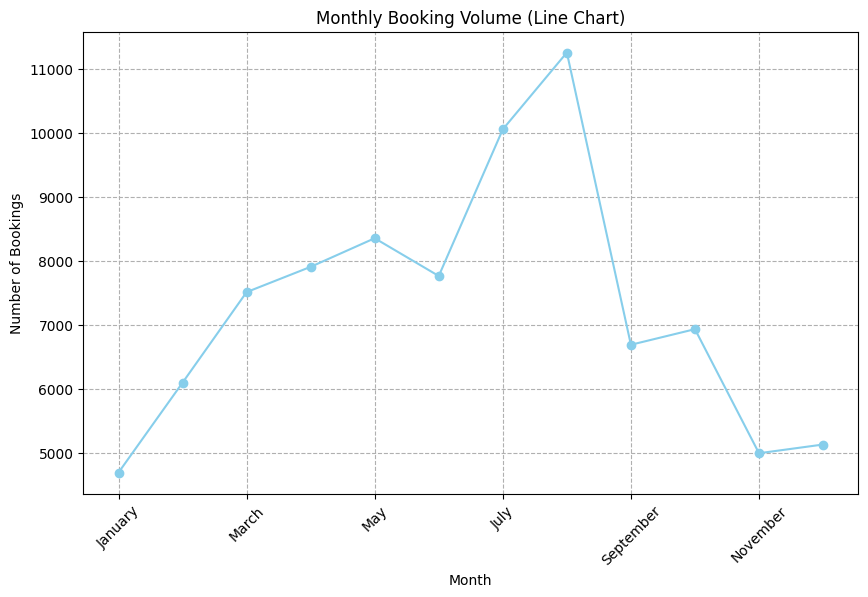 Monthly Booking Volume (Line Chart)
Number of Bookings
11000
10000
9000
8000
7000
6000
5000
January
March
May
July
September
November
Month